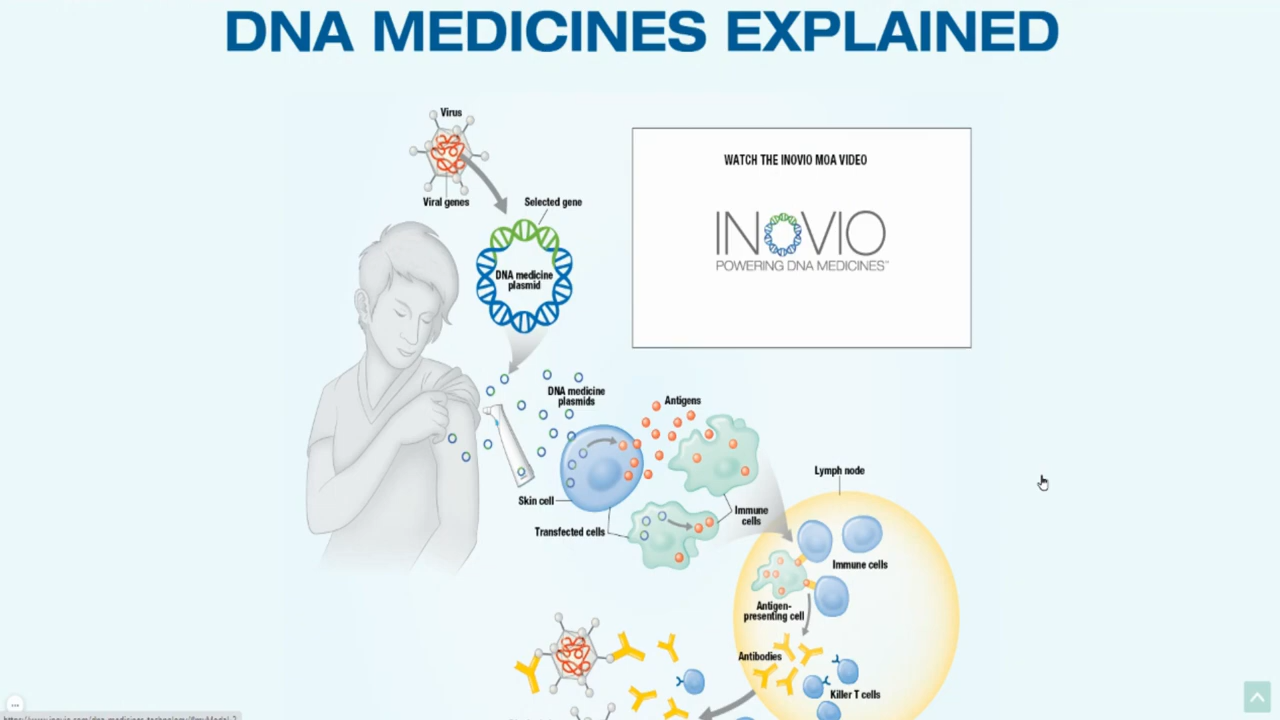 DNA MEDICINES EXPLAINED
Virus
WATCH THE INOVIO MOA VIDEO
Viral genes
Selected gene
INOVIO
POWERING DNA MEDICINES™
DNA medicine
plasmid
DNA medicine
plasmids
Antigens
Lymph node
Skin cell
Immune
cells
Transfected cells
Immune cells
Antigen-
presenting cell
Antibodies
Killer T cells